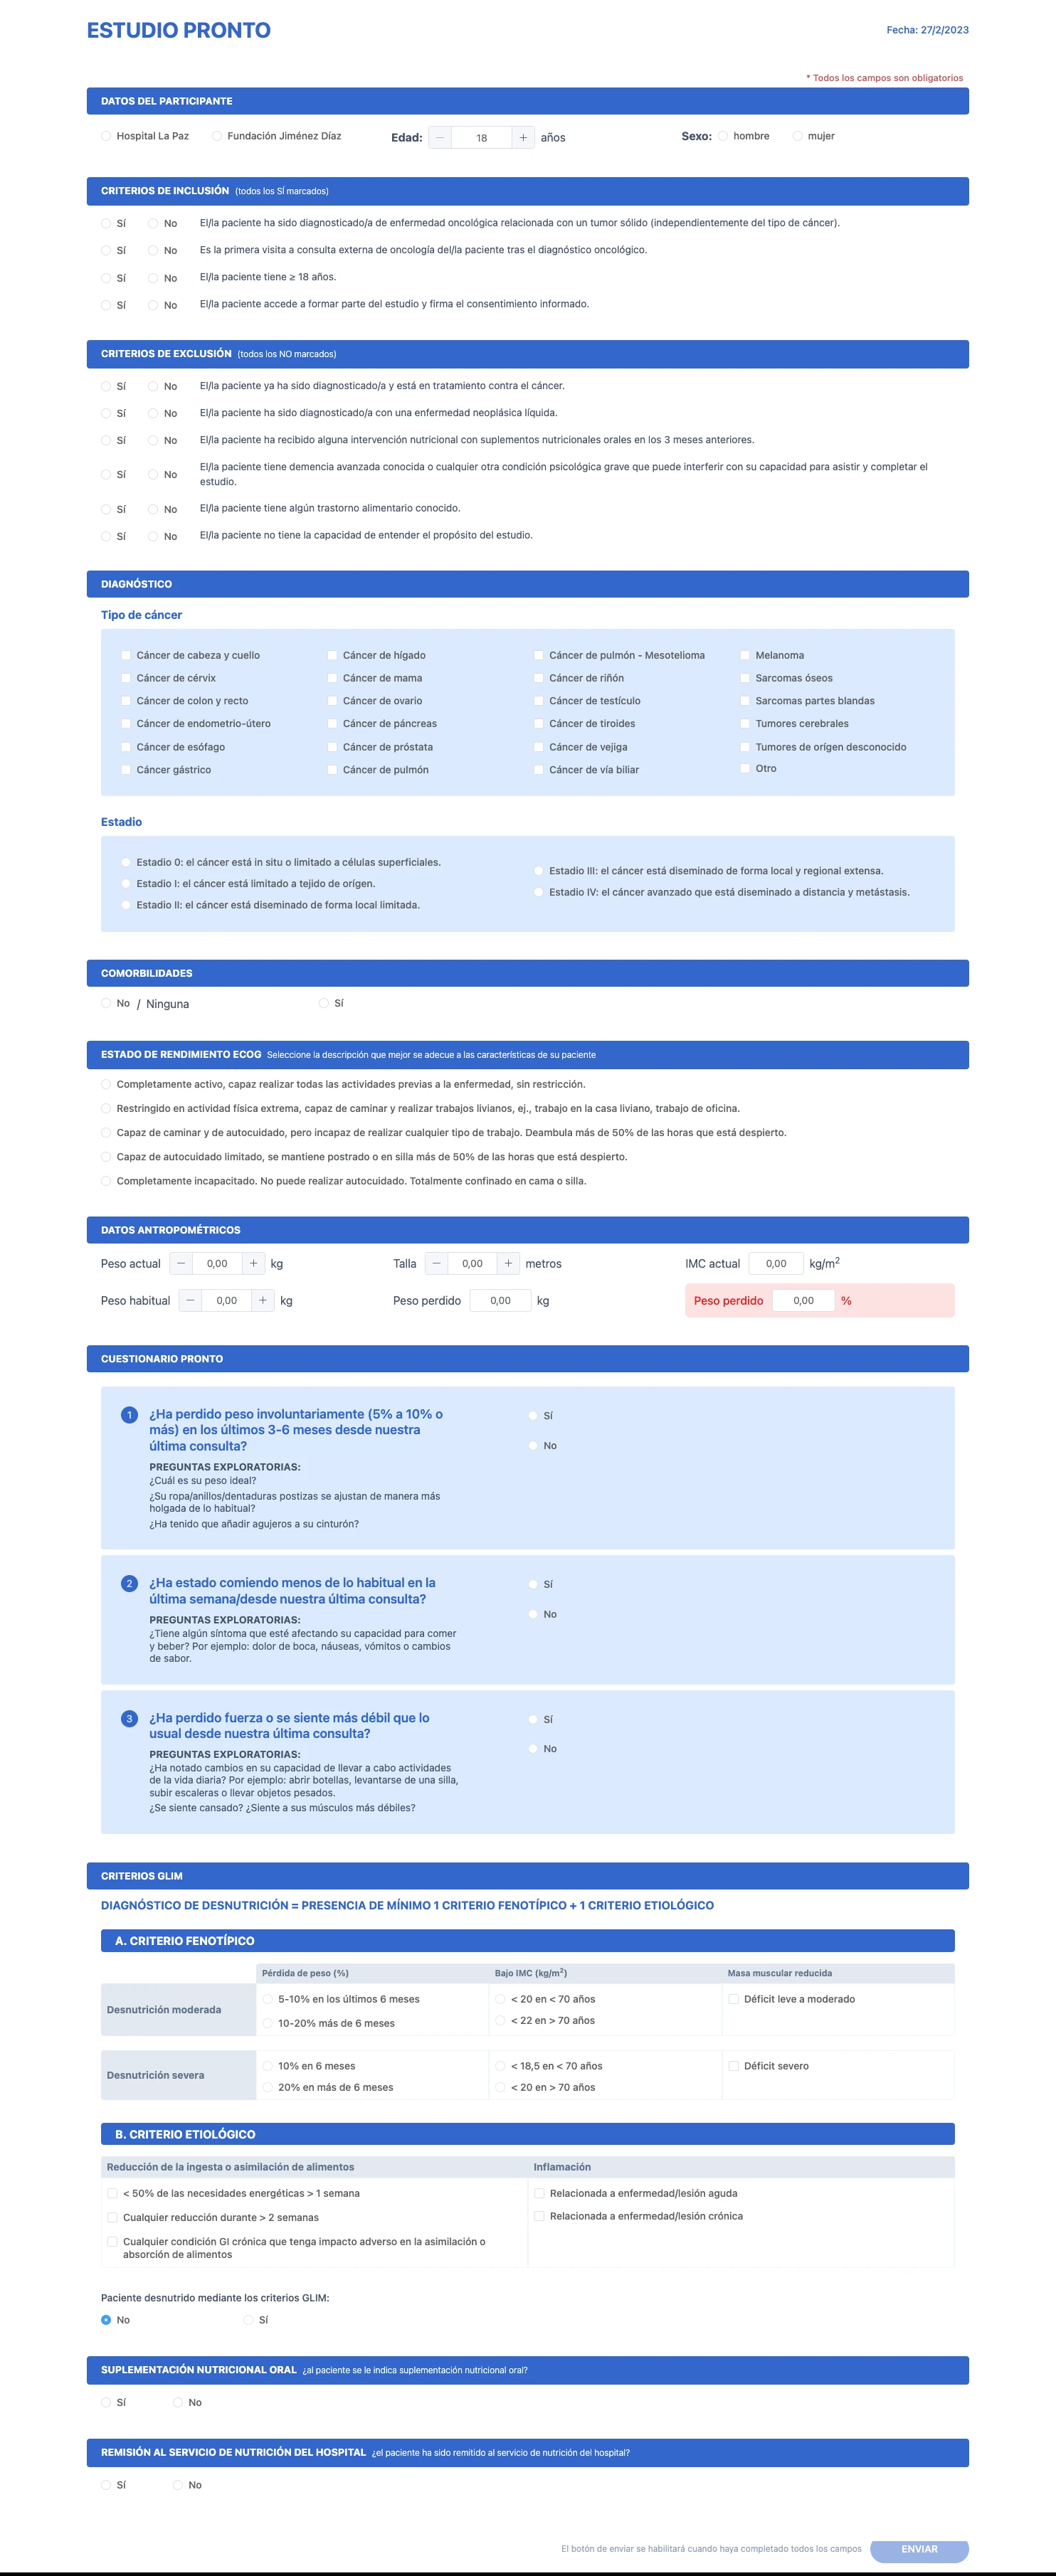 ESTUDIO PRONTO
Fecha: 27/2/2023
* Todos los campos son obligatorios
DATOS DEL PARTICIPANTE
Hospital La Paz Fundación Jiménez Díaz Edad: − 18 + años Sexo: hombre mujer
CRITERIOS DE INCLUSIÓN (todos los SÍ marcados)
Sí No El/la paciente ha sido diagnosticado/a de enfermedad oncológica relacionada con un tumor sólido (independientemente del tipo de cáncer).
Sí No Es la primera visita a consulta externa de oncología del/la paciente tras el diagnóstico oncológico.
Sí No El/la paciente tiene ≥ 18 años.
Sí No El/la paciente accede a formar parte del estudio y firma el consentimiento informado.
CRITERIOS DE EXCLUSIÓN (todos los NO marcados)
Sí No El/la paciente ya ha sido diagnosticado/a y está en tratamiento contra el cáncer.
Sí No El/la paciente ha sido diagnosticado/a con una enfermedad neoplásica líquida.
Sí No El/la paciente ha recibido alguna intervención nutricional con suplementos nutricionales orales en los 3 meses anteriores.
Sí No El/la paciente tiene demencia avanzada conocida o cualquier otra condición psicológica grave que puede interferir con su capacidad para asistir y completar el
estudio.
Sí No El/la paciente tiene algún trastorno alimentario conocido.
Sí No El/la paciente no tiene la capacidad de entender el propósito del estudio.
DIAGNÓSTICO
Tipo de cáncer
Cáncer de cabeza y cuello Cáncer de hígado Cáncer de pulmón - Mesotelioma Melanoma
Cáncer de cérvix Cáncer de mama Cáncer de riñón Sarcomas óseos
Cáncer de colon y recto Cáncer de ovario Cáncer de testículo Sarcomas partes blandas
Cáncer de endometrio-útero Cáncer de páncreas Cáncer de tiroides Tumores cerebrales
Cáncer de esófago Cáncer de próstata Cáncer de vejiga Tumores de orígen desconocido
Cáncer gástrico Cáncer de pulmón Cáncer de vía biliar Otro
Estadio
Estadio 0: el cáncer está in situ o limitado a células superficiales.
Estadio I: el cáncer está limitado a tejido de orígen.
Estadio II: el cáncer está diseminado de forma local limitada.
Estadio III: el cáncer está diseminado de forma local y regional extensa.
Estadio IV: el cáncer avanzado que está diseminado a distancia y metástasis.
COMORBILIDADES
No / Ninguna Sí
ESTADO DE RENDIMIENTO ECOG Seleccione la descripción que mejor se adecue a las características de su paciente
Completamente activo, capaz realizar todas las actividades previas a la enfermedad, sin restricción.
Restringido en actividad física extrema, capaz de caminar y realizar trabajos livianos, ej., trabajo en la casa liviano, trabajo de oficina.
Capaz de caminar y de autocuidado, pero incapaz de realizar cualquier tipo de trabajo. Deambula más de 50% de las horas que está despierto.
Capaz de autocuidado limitado, se mantiene postrado o en silla más de 50% de las horas que está despierto.
Completamente incapacitado. No puede realizar autocuidado. Totalmente confinado en cama o silla.
DATOS ANTROPOMÉTRICOS
Peso actual − 0,00 + kg Talla − 0,00 + metros IMC actual 0,00 kg/m²
Peso habitual − 0,00 + kg Peso perdido 0,00 kg Peso perdido 0,00 %
CUESTIONARIO PRONTO
1 ¿Ha perdido peso involuntariamente (5% a 10% o
más) en los últimos 3-6 meses desde nuestra
última consulta?
PREGUNTAS EXPLORATORIAS:
¿Cuál es su peso ideal?
¿Su ropa/anillos/dentaduras postizas se ajustan de manera más
holgada de lo habitual?
¿Ha tenido que añadir agujeros a su cinturón?
Sí
No
2 ¿Ha estado comiendo menos de lo habitual en la
última semana/desde nuestra última consulta?
PREGUNTAS EXPLORATORIAS:
¿Tiene algún síntoma que esté afectando su capacidad para comer
y beber? Por ejemplo: dolor de boca, náuseas, vómitos o cambios
de sabor.
Sí
No
3 ¿Ha perdido fuerza o se siente más débil que lo
usual desde nuestra última consulta?
PREGUNTAS EXPLORATORIAS:
¿Ha notado cambios en su capacidad de llevar a cabo actividades
de la vida diaria? Por ejemplo: abrir botellas, levantarse de una silla,
subir escaleras o llevar objetos pesados.
¿Se siente cansado? ¿Siente a sus músculos más débiles?
Sí
No
CRITERIOS GLIM
DIAGNÓSTICO DE DESNUTRICIÓN = PRESENCIA DE MÍNIMO 1 CRITERIO FENOTÍPICO + 1 CRITERIO ETIOLÓGICO
A. CRITERIO FENOTÍPICO
Pérdida de peso (%) Bajo IMC (kg/m²) Masa muscular reducida
Desnutrición moderada
5-10% en los últimos 6 meses < 20 en < 70 años Déficit leve a moderado
10-20% más de 6 meses < 22 en > 70 años
Desnutrición severa
10% en 6 meses < 18,5 en < 70 años Déficit severo
20% en más de 6 meses < 20 en > 70 años
B. CRITERIO ETIOLÓGICO
Reducción de la ingesta o asimilación de alimentos Inflamación
< 50% de las necesidades energéticas > 1 semana Relacionada a enfermedad/lesión aguda
Cualquier reducción durante > 2 semanas Relacionada a enfermedad/lesión crónica
Cualquier condición GI crónica que tenga impacto adverso en la asimilación o
absorción de alimentos
Paciente desnutrido mediante los criterios GLIM:
No Sí
SUPLEMENTACIÓN NUTRICIONAL ORAL ¿al paciente se le indica suplementación nutricional oral?
Sí No
REMISIÓN AL SERVICIO DE NUTRICIÓN DEL HOSPITAL ¿el paciente ha sido remitido al servicio de nutrición del hospital?
Sí No
El botón de enviar se habilitará cuando haya completado todos los campos ENVIAR